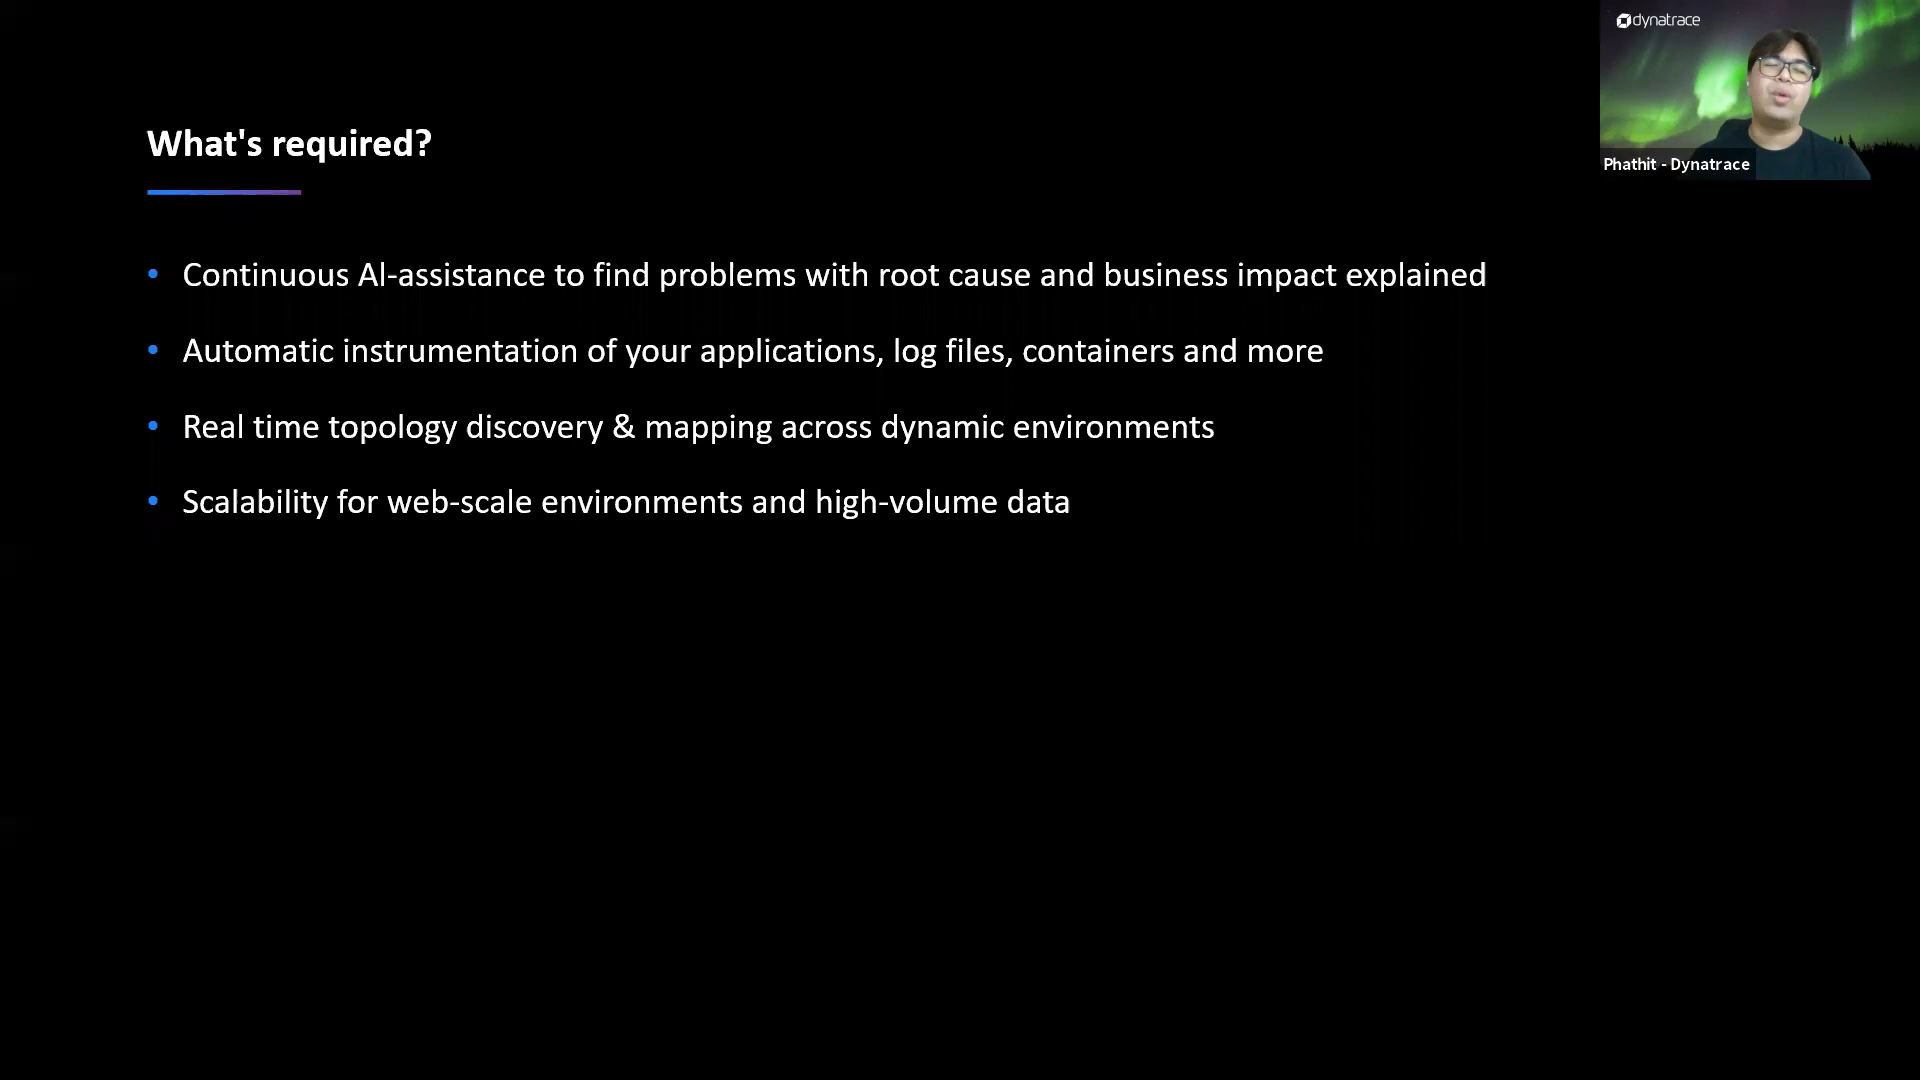 dynatrace
What's required?
Phathit - Dynatrace
• Continuous AI-assistance to find problems with root cause and business impact explained
• Automatic instrumentation of your applications, log files, containers and more
• Real time topology discovery & mapping across dynamic environments
• Scalability for web-scale environments and high-volume data